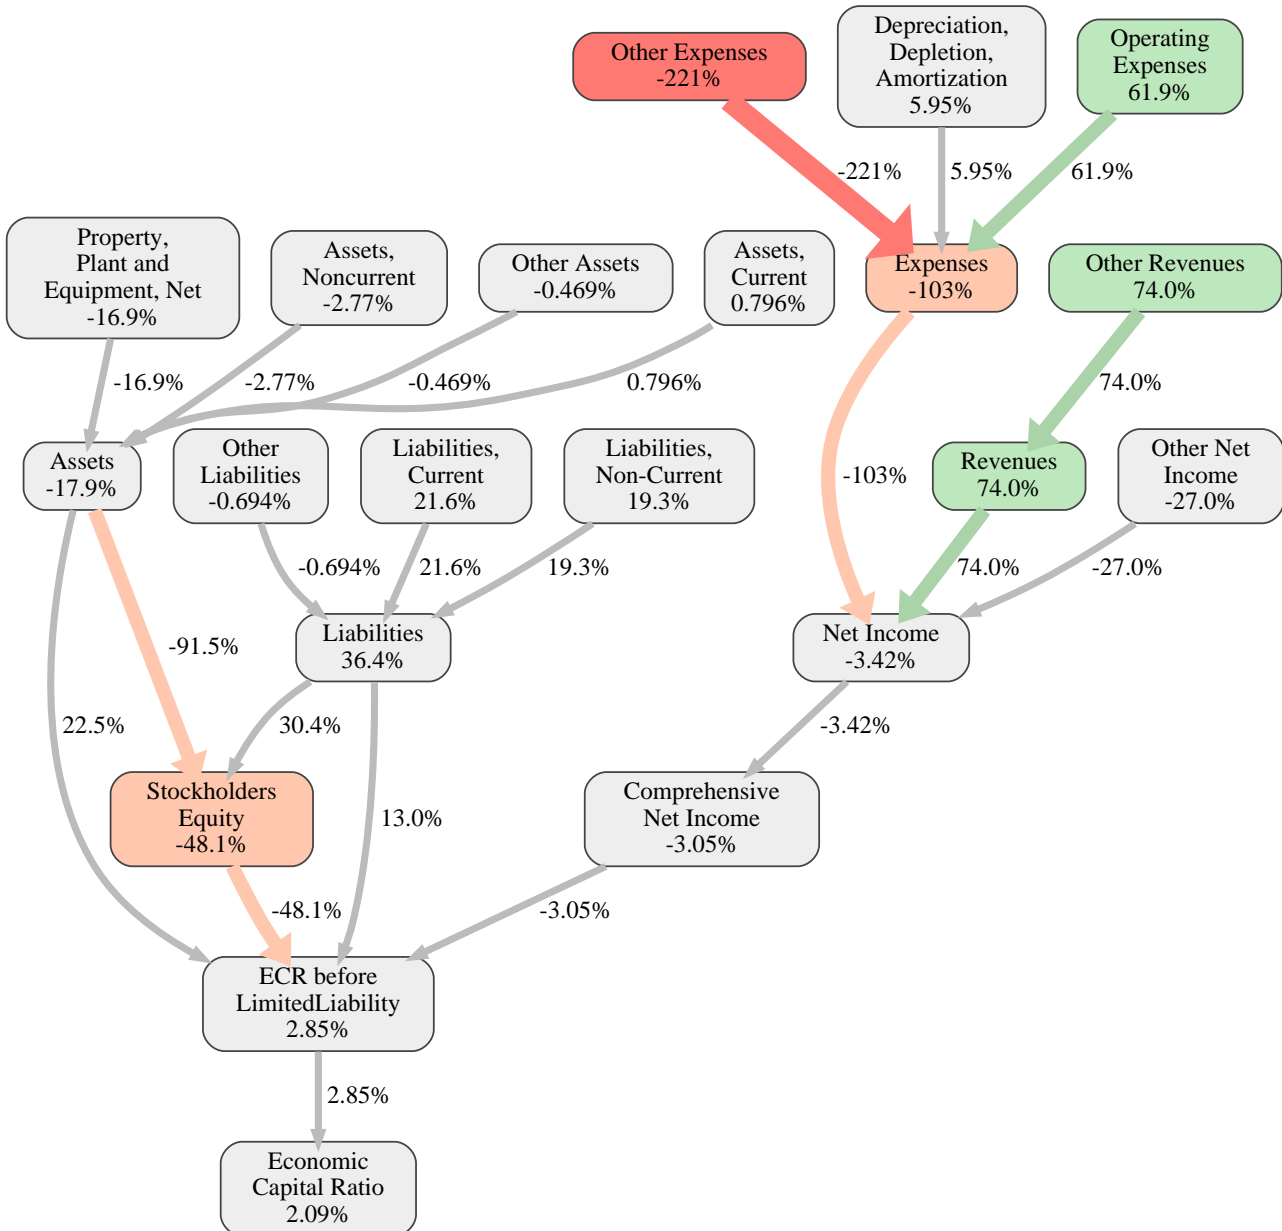 Other Expenses
-221%
Depreciation,
Depletion,
Amortization
5.95%
Operating
Expenses
61.9%
-221%
5.95%
61.9%
Property,
Plant and
Equipment, Net
-16.9%
Assets,
Noncurrent
-2.77%
Other Assets
-0.469%
Assets,
Current
0.796%
Expenses
-103%
Other Revenues
74.0%
-16.9%
-2.77%
-0.469%
0.796%
74.0%
Assets
-17.9%
Other
Liabilities
-0.694%
Liabilities,
Current
21.6%
Liabilities,
Non-Current
19.3%
-103%
Revenues
74.0%
Other Net
Income
-27.0%
-0.694%
21.6%
19.3%
74.0%
-27.0%
-91.5%
Liabilities
36.4%
Net Income
-3.42%
22.5%
30.4%
-3.42%
Stockholders
Equity
-48.1%
13.0%
Comprehensive
Net Income
-3.05%
-48.1%
-3.05%
ECR before
LimitedLiability
2.85%
2.85%
Economic
Capital Ratio
2.09%